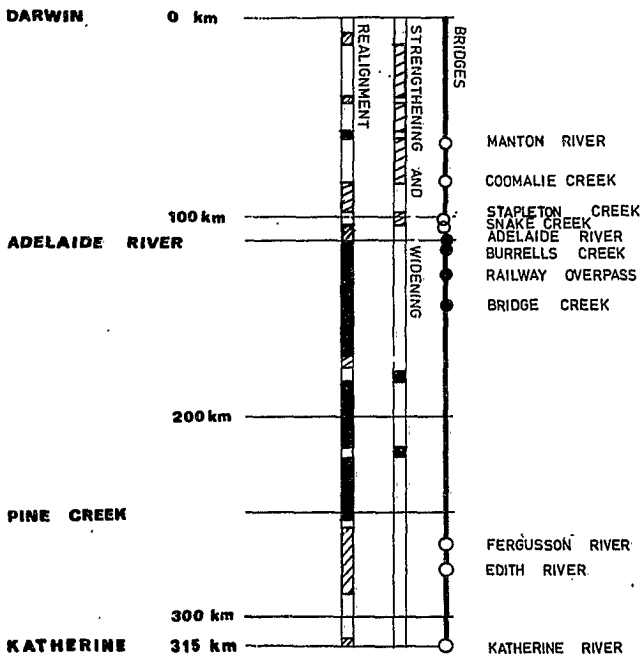 DARWIN 0 km
REALIGNMENT
STRENGTHENING AND WIDENING
BRIDGES
MANTON RIVER
COOMALIE CREEK
STAPLETON CREEK
100 km
SNAKE CREEK
ADELAIDE RIVER
ADELAIDE RIVER
BURRELLS CREEK
RAILWAY OVERPASS
BRIDGE CREEK
200 km
PINE CREEK
FERGUSSON RIVER
EDITH RIVER
300 km
KATHERINE 315 km
KATHERINE RIVER